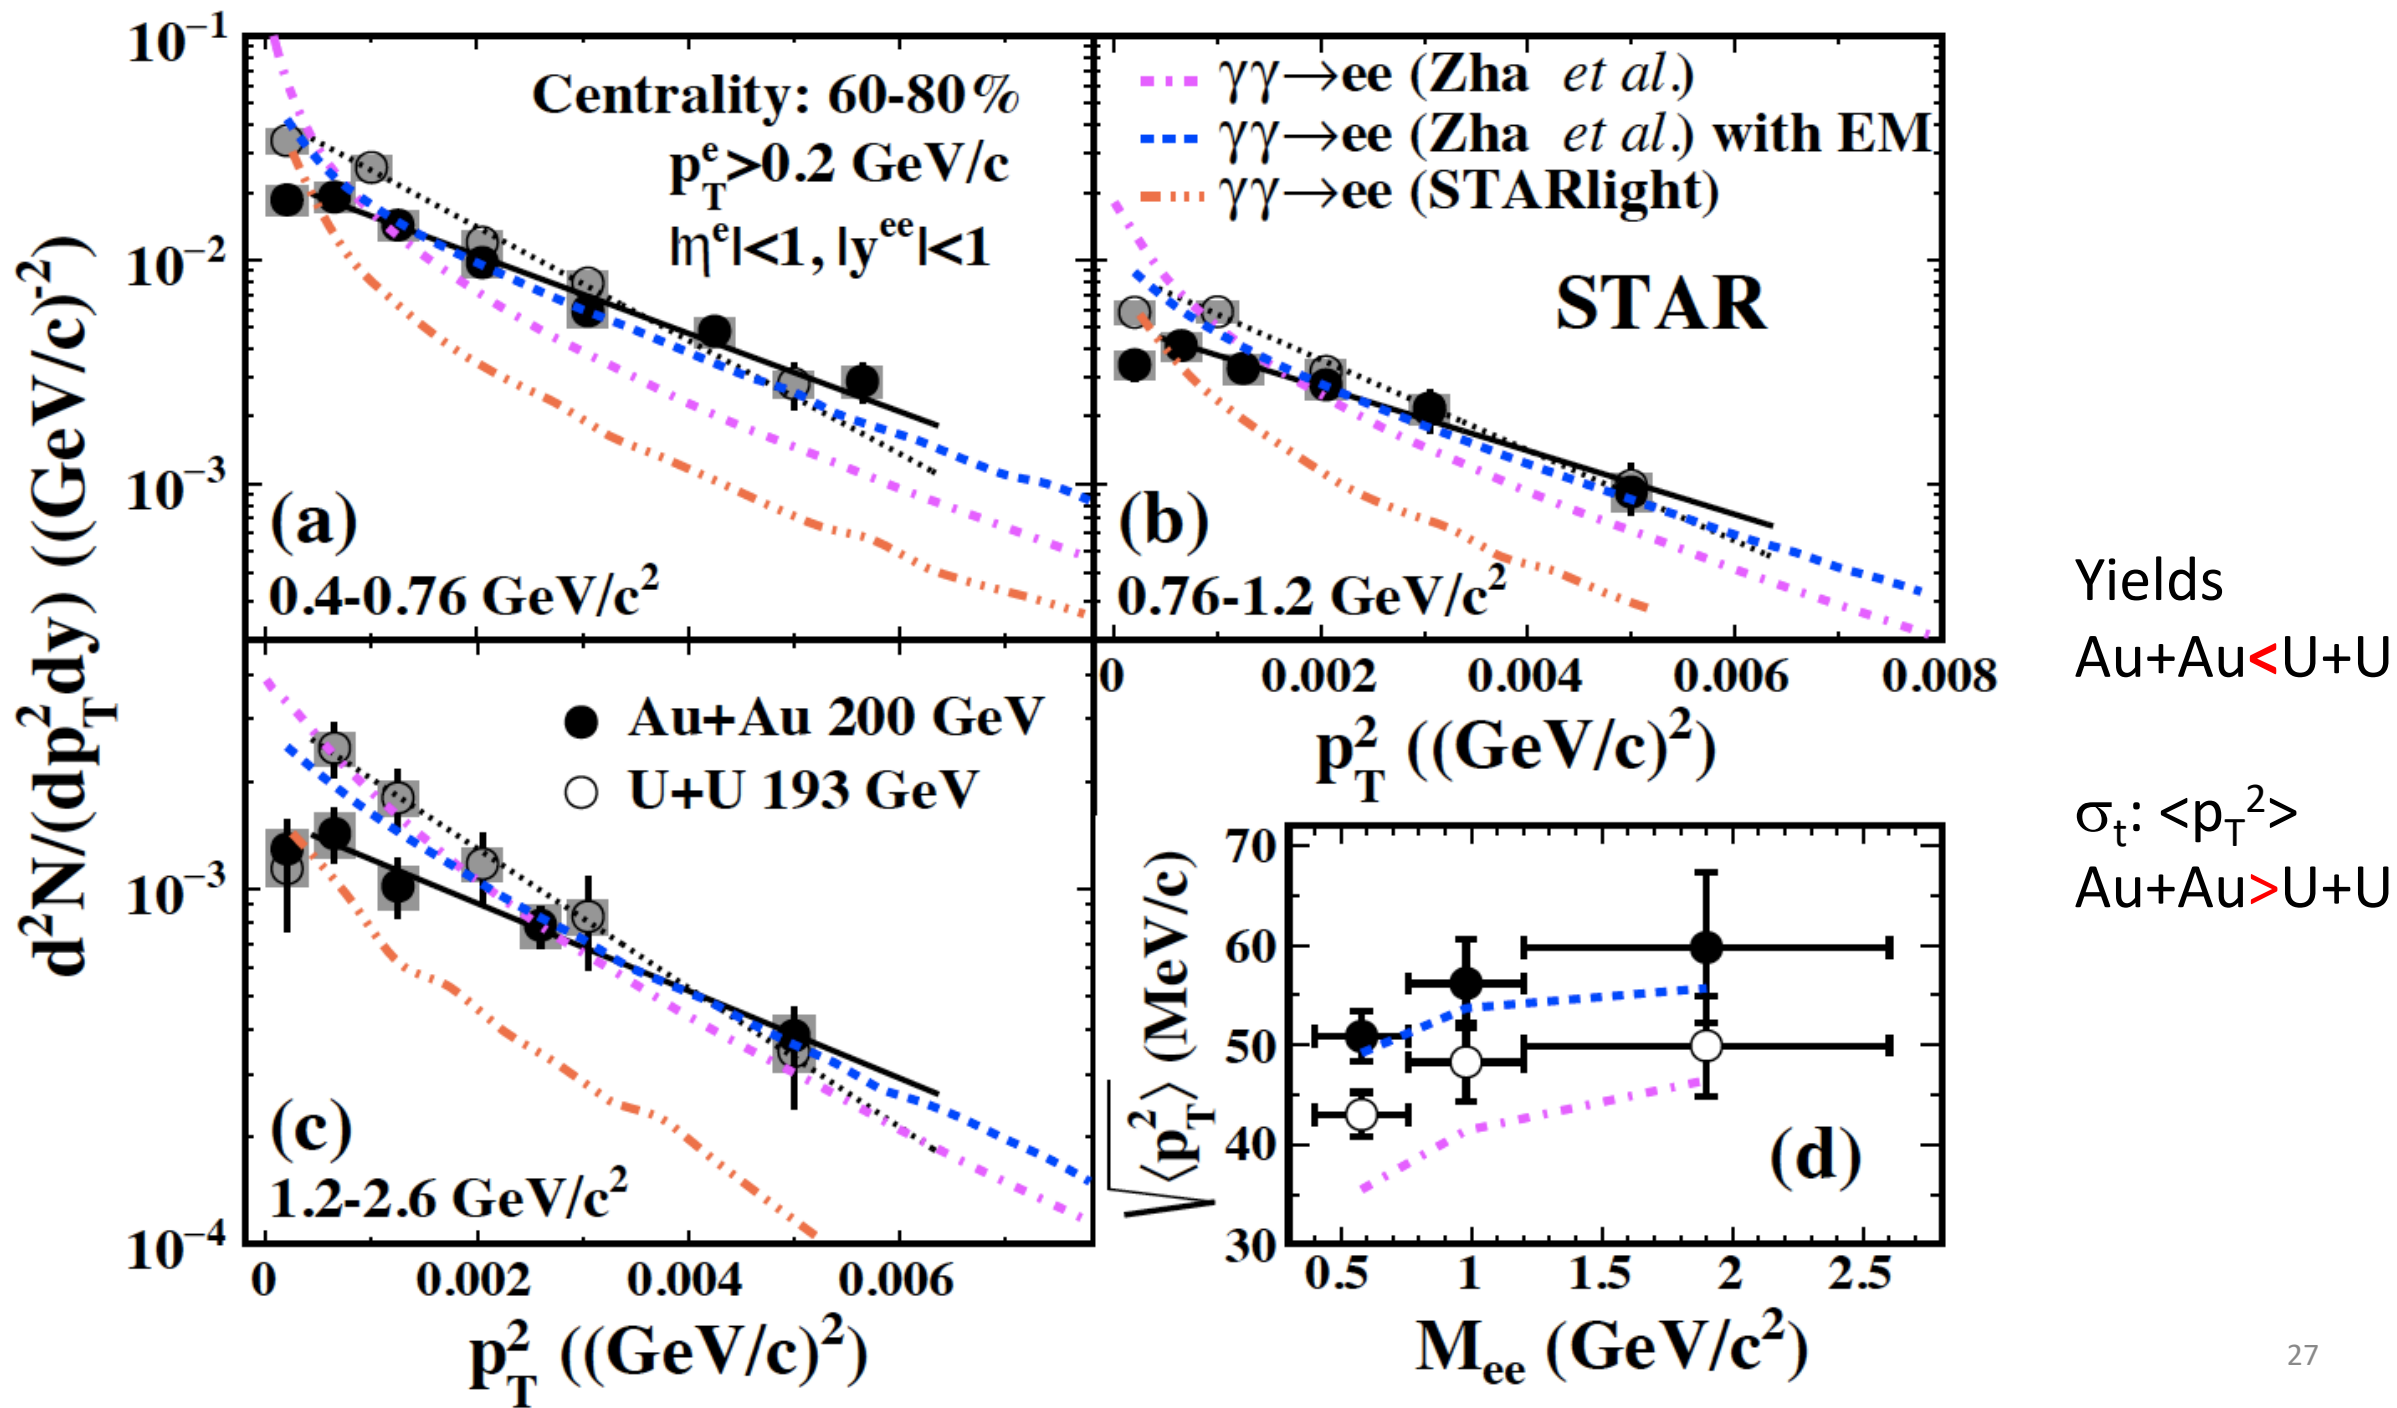 d²N/(dp_T²dy) ((GeV/c)⁻²)
10⁻¹
10⁻²
10⁻³
Centrality: 60-80%
p_T^e>0.2 GeV/c
|η^e|<1, |y^ee|<1
(a)
0.4-0.76 GeV/c²
γγ→ee (Zha et al.)
γγ→ee (Zha et al.) with EM
γγ→ee (STARlight)
STAR
(b)
0.76-1.2 GeV/c²
0 0.002 0.004 0.006 0.008
p_T² ((GeV/c)²)
Au+Au 200 GeV
U+U 193 GeV
10⁻³
10⁻⁴
(c)
1.2-2.6 GeV/c²
0 0.002 0.004 0.006
p_T² ((GeV/c)²)
√⟨p_T²⟩ (MeV/c)
70
60
50
40
30
(d)
0.5 1 1.5 2 2.5
M_ee (GeV/c²)
Yields
Au+Au<U+U
σ_t: <p_T²>
Au+Au>U+U
27